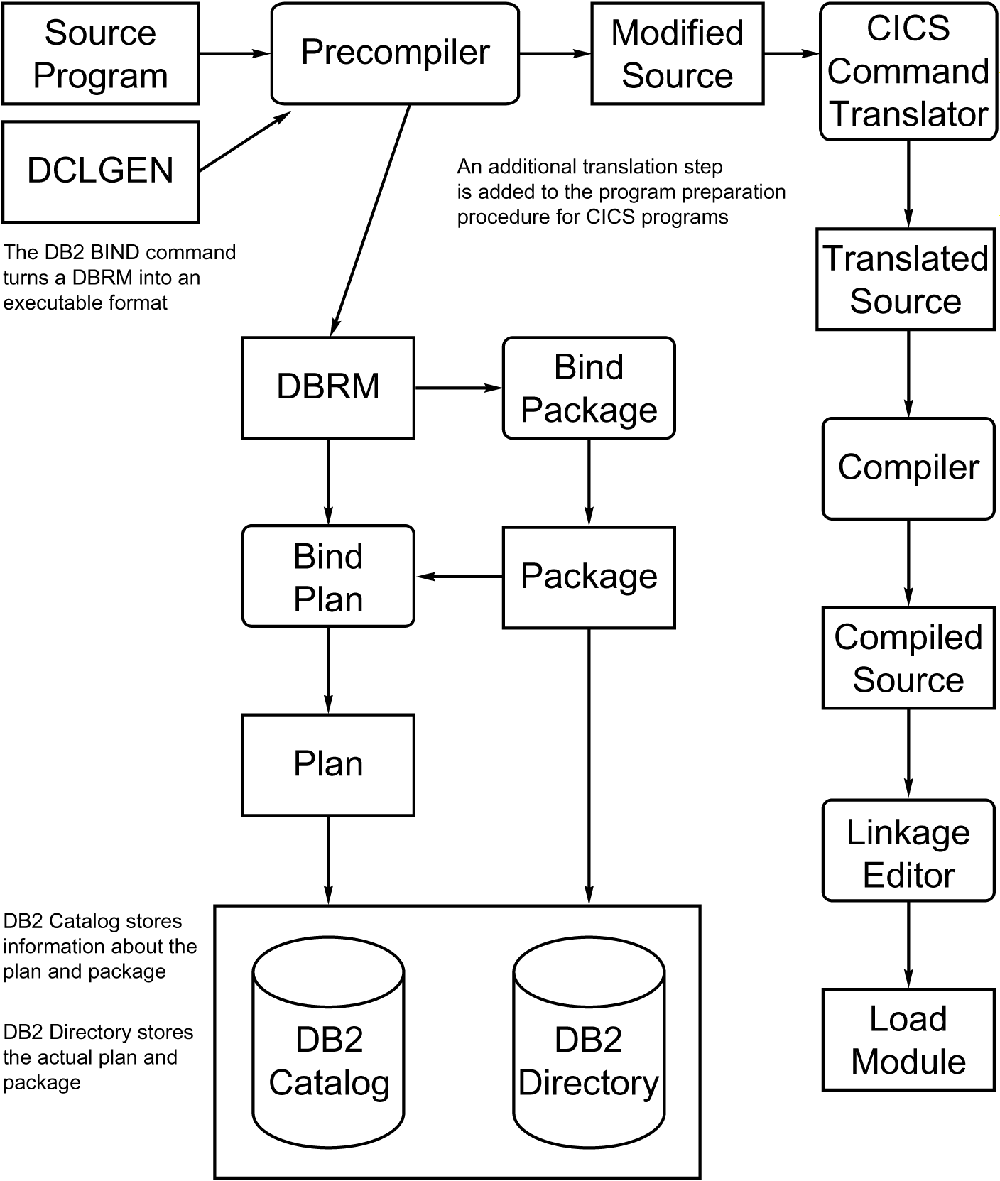 Source
Program
Precompiler
Modified
Source
CICS
Command
Translator
DCLGEN
An additional translation step
is added to the program preparation
procedure for CICS programs
The DB2 BIND command
turns a DBRM into an
executable format
Translated
Source
DBRM
Bind
Package
Compiler
Bind
Plan
Package
Compiled
Source
Plan
Linkage
Editor
DB2 Catalog stores
information about the
plan and package
DB2 Directory stores
the actual plan and
package
DB2
Catalog
DB2
Directory
Load
Module